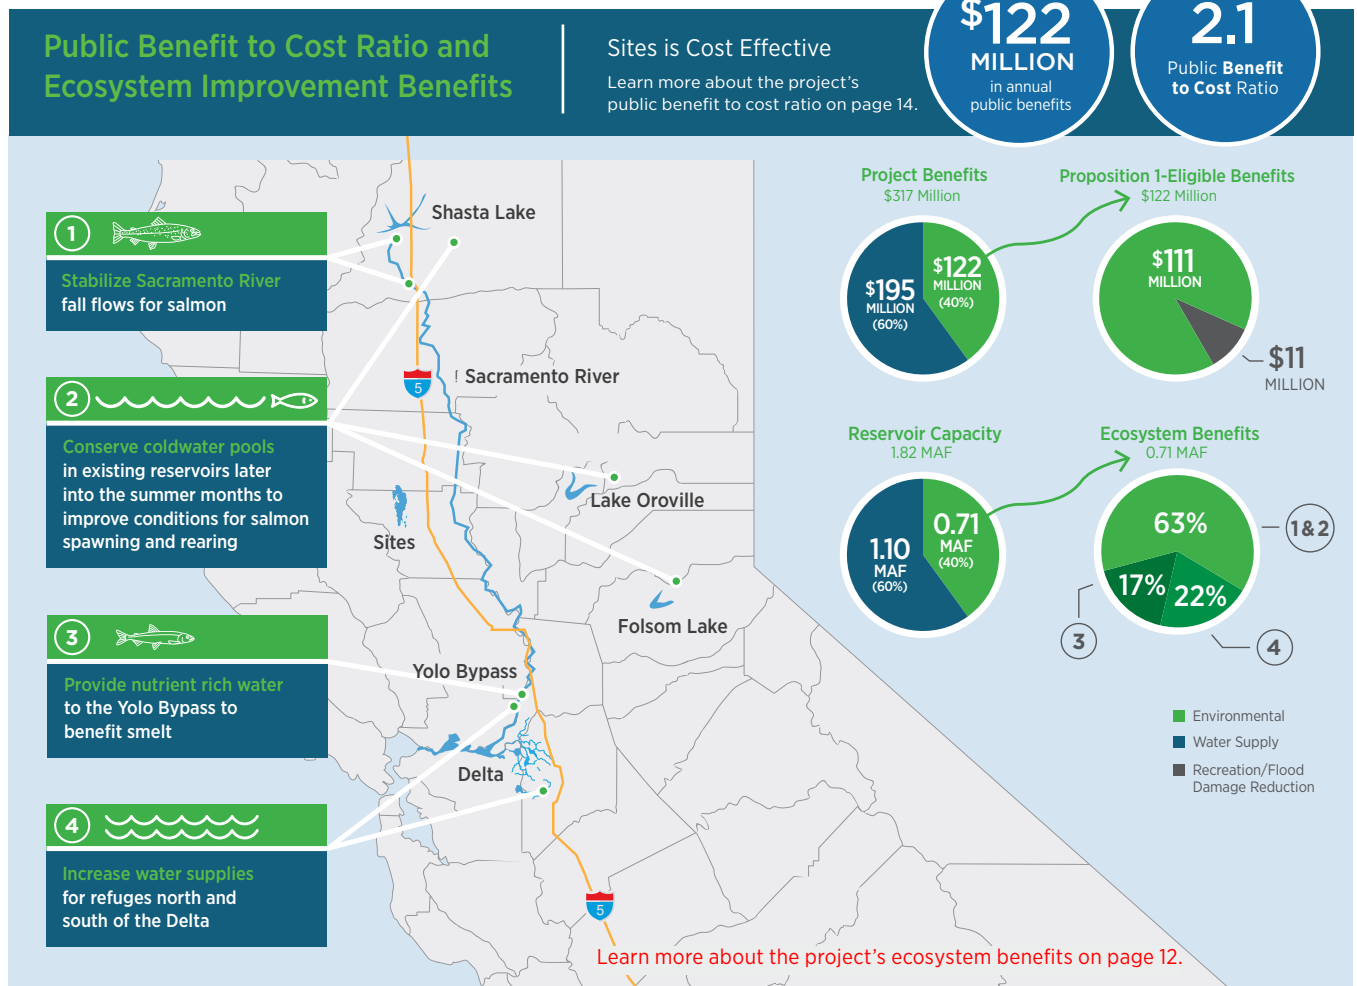 Public Benefit to Cost Ratio and
Ecosystem Improvement Benefits
Sites is Cost Effective
Learn more about the project's
public benefit to cost ratio on page 14.
$122
MILLION
in annual
public benefits
2.1
Public Benefit
to Cost Ratio
1
Stabilize Sacramento River
fall flows for salmon
2
Conserve coldwater pools
in existing reservoirs later
into the summer months to
improve conditions for salmon
spawning and rearing
3
Provide nutrient rich water
to the Yolo Bypass to
benefit smelt
4
Increase water supplies
for refuges north and
south of the Delta
Shasta Lake
5
Sacramento River
Lake Oroville
Sites
Folsom Lake
Yolo Bypass
Delta
5
Project Benefits
$317 Million
$195
MILLION
(60%)
$122
MILLION
(40%)
Proposition 1-Eligible Benefits
$122 Million
$111
MILLION
$11
MILLION
Reservoir Capacity
1.82 MAF
1.10
MAF
(60%)
0.71
MAF
(40%)
Ecosystem Benefits
0.71 MAF
63%
17%
22%
1 & 2
3
4
Environmental
Water Supply
Recreation/Flood
Damage Reduction
Learn more about the project's ecosystem benefits on page 12.